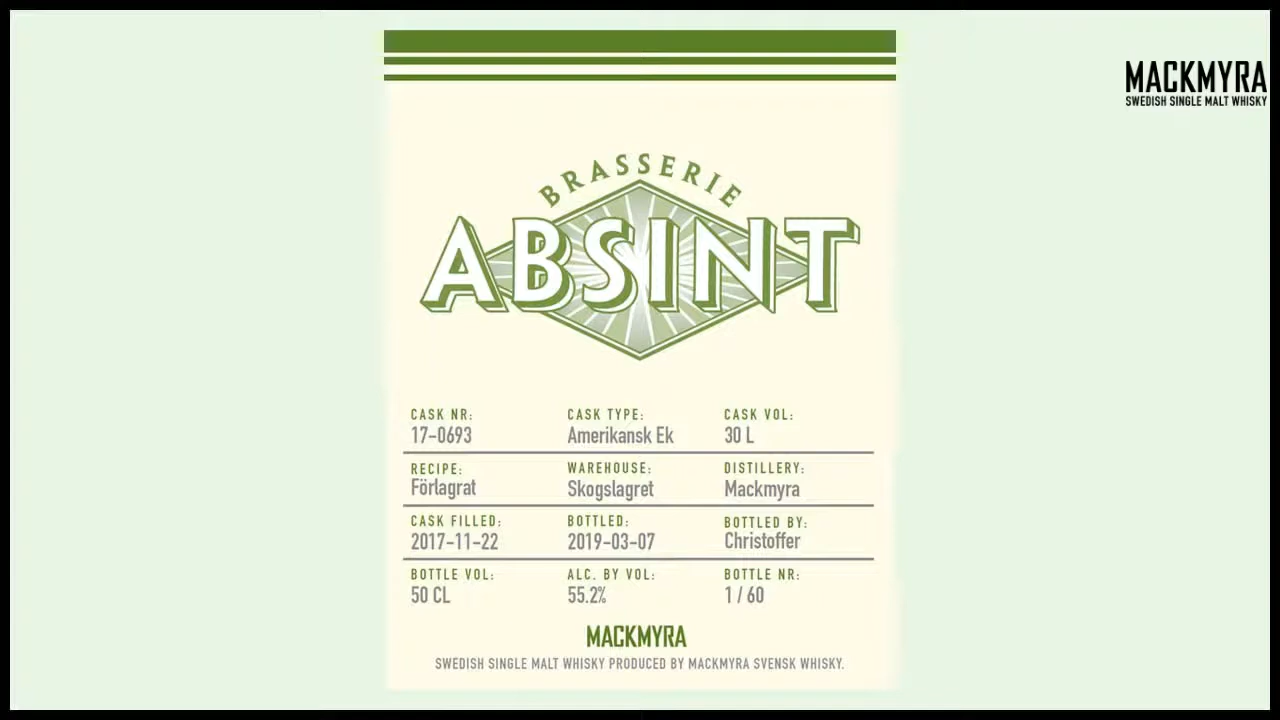 MACKMYRA
SWEDISH SINGLE MALT WHISKY
BRASSERIE
ABSINT
CASK NR: CASK TYPE: CASK VOL:
17-0693 Amerikansk Ek 30 L
RECIPE: WAREHOUSE: DISTILLERY:
Förlagrat Skogslagret Mackmyra
CASK FILLED: BOTTLED: BOTTLED BY:
2017-11-22 2019-03-07 Christoffer
BOTTLE VOL: ALC. BY VOL: BOTTLE NR:
50 CL 55.2% 1 / 60
MACKMYRA
SWEDISH SINGLE MALT WHISKY PRODUCED BY MACKMYRA SVENSK WHISKY.